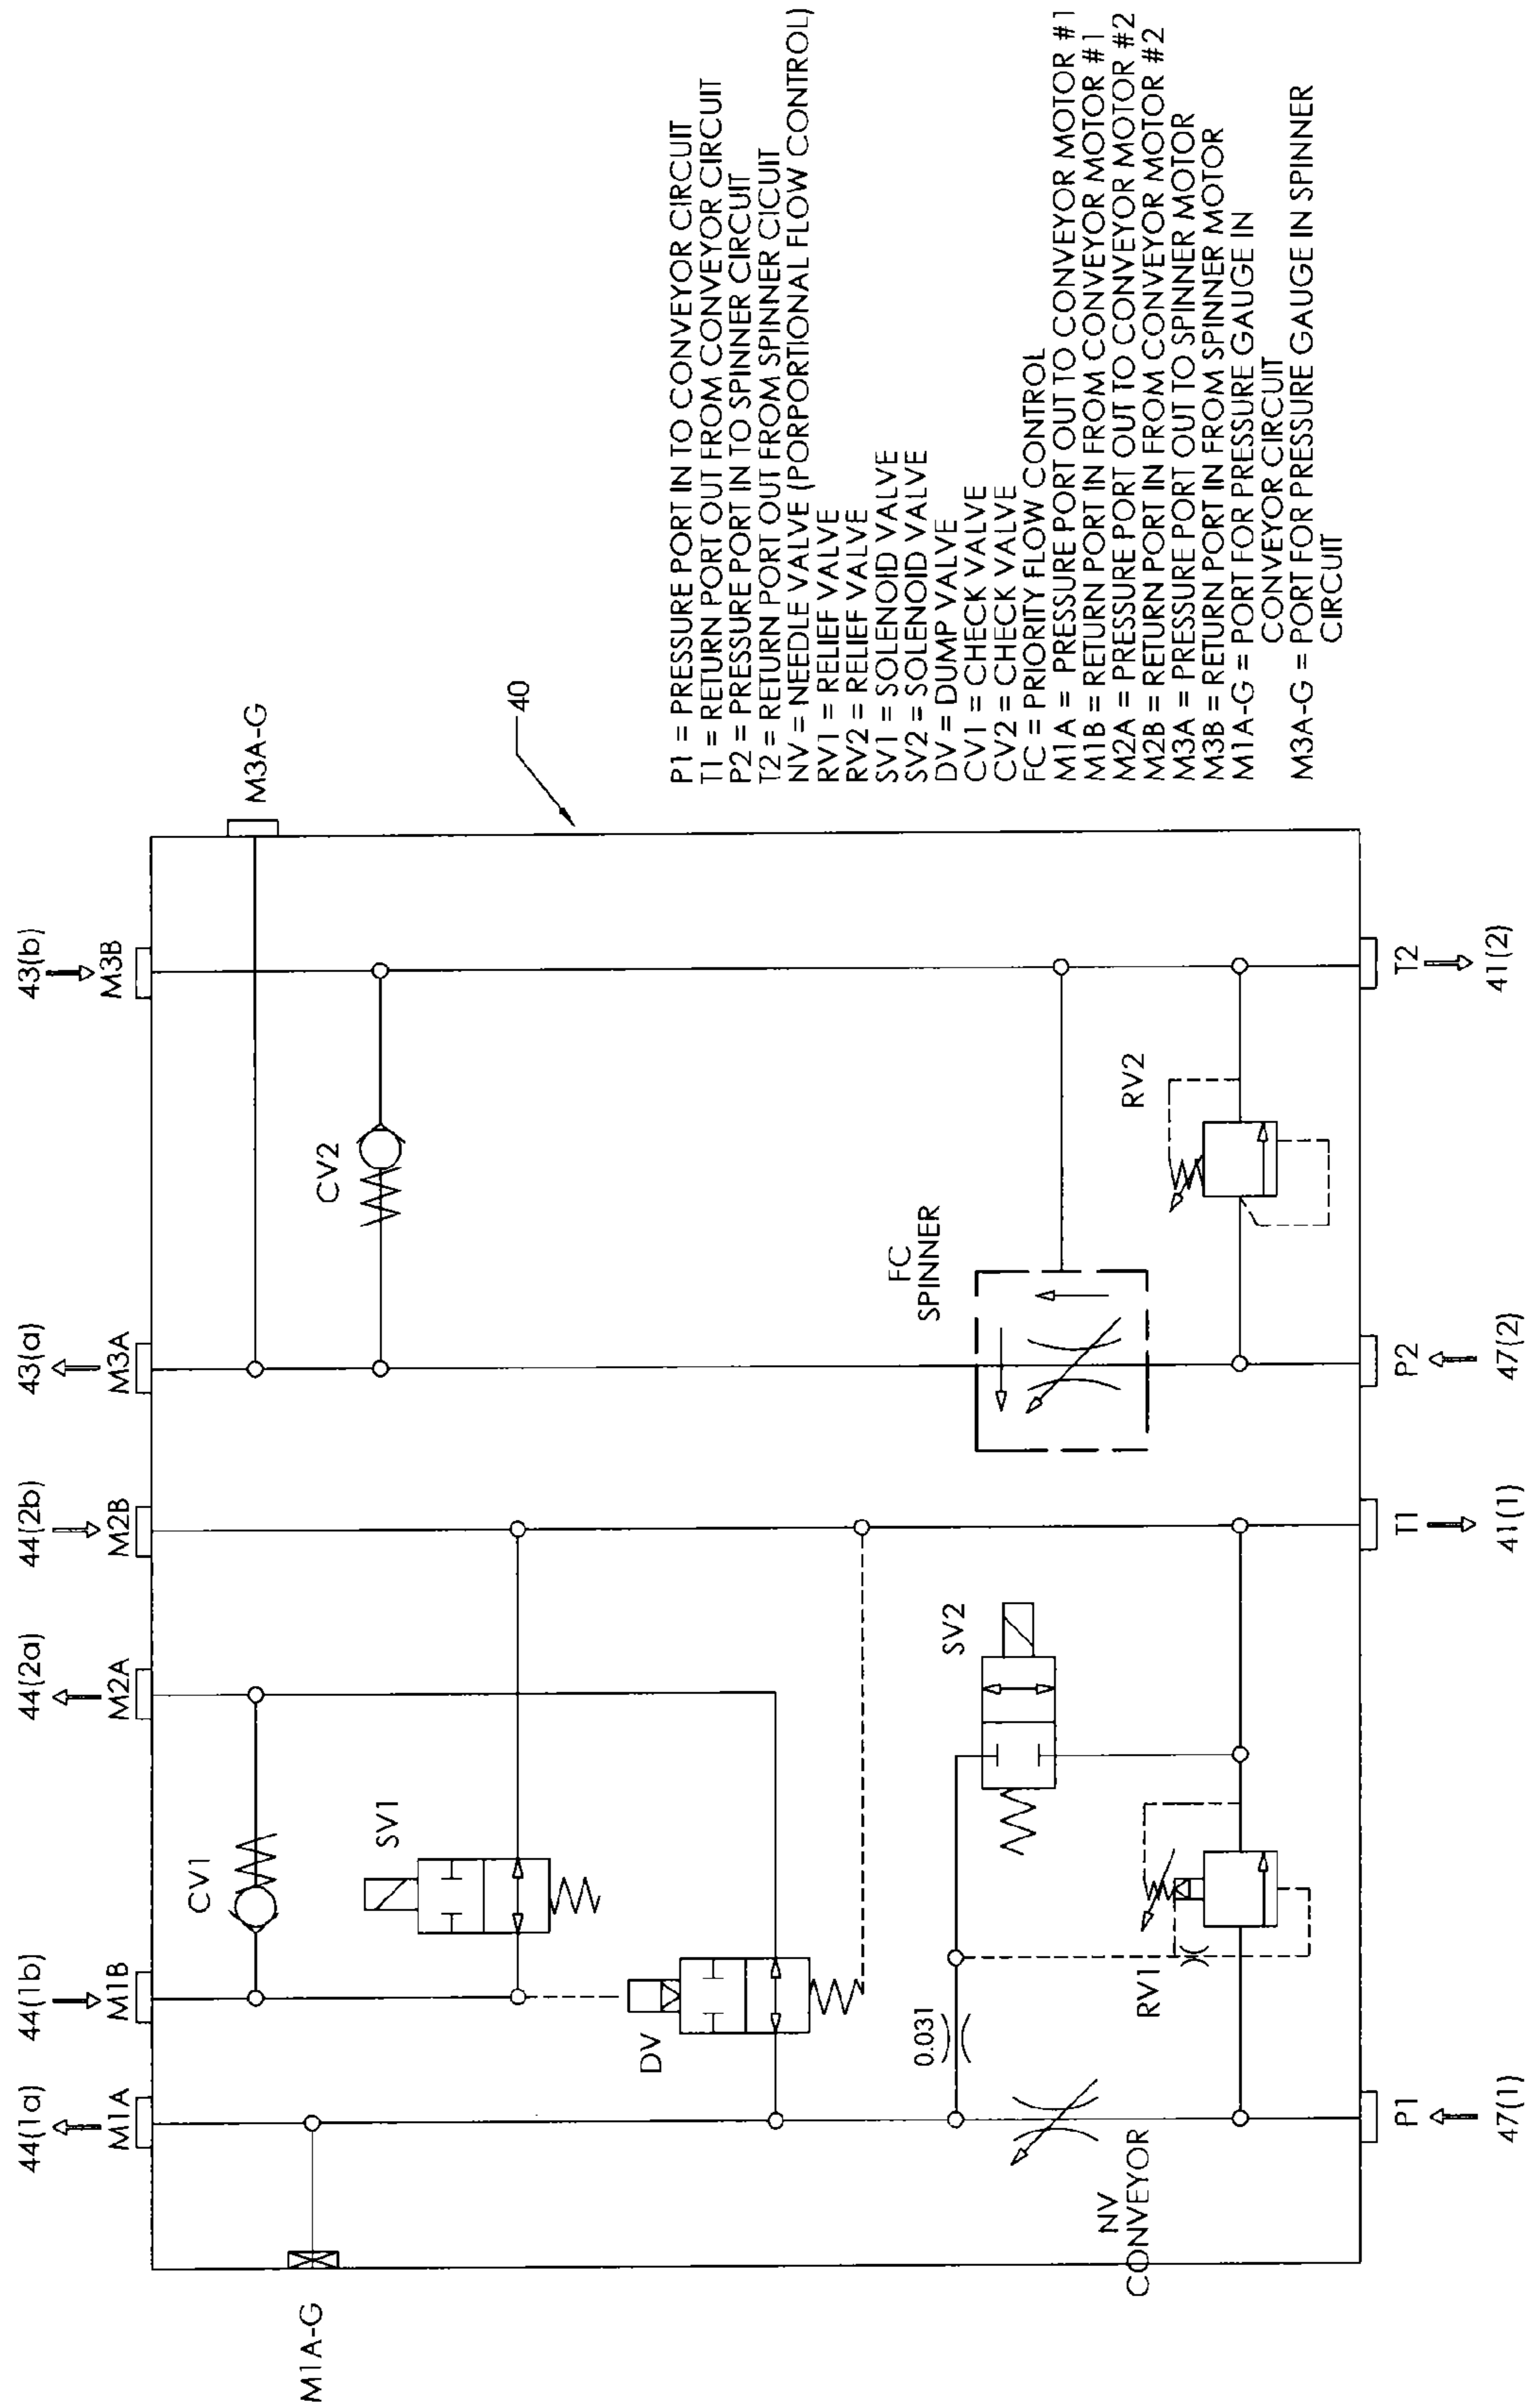 44(1a)
44(1b)
44(2a)
44(2b)
43(a)
43(b)
M1A
M1B
M2A
M2B
M3A
M3B
M1A-G
M3A-G
CV1
CV2
SV1
40
DV
FC
SPINNER
0.031
SV2
NV
CONVEYOR
RV1
RV2
P1
T1
P2
T2
47(1)
41(1)
47(2)
41(2)
P1 = PRESSURE PORT IN TO CONVEYOR CIRCUIT
T1 = RETURN PORT OUT FROM CONVEYOR CIRCUIT
P2 = PRESSURE PORT IN TO SPINNER CIRCUIT
T2 = RETURN PORT OUT FROM SPINNER CICUIT
NV = NEEDLE VALVE (PORPORTIONAL FLOW CONTROL)
RV1 = RELIEF VALVE
RV2 = RELIEF VALVE
SV1 = SOLENOID VALVE
SV2 = SOLENOID VALVE
DV = DUMP VALVE
CV1 = CHECK VALVE
CV2 = CHECK VALVE
FC = PRIORITY FLOW CONTROL
M1A = PRESSURE PORT OUT TO CONVEYOR MOTOR #1
M1B = RETURN PORT IN FROM CONVEYOR MOTOR #1
M2A = PRESSURE PORT OUT TO CONVEYOR MOTOR #2
M2B = RETURN PORT IN FROM CONVEYOR MOTOR #2
M3A = PRESSURE PORT OUT TO SPINNER MOTOR
M3B = RETURN PORT IN FROM SPINNER MOTOR
M1A-G = PORT FOR PRESSURE GAUGE IN
CONVEYOR CIRCUIT
M3A-G = PORT FOR PRESSURE GAUGE IN SPINNER
CIRCUIT